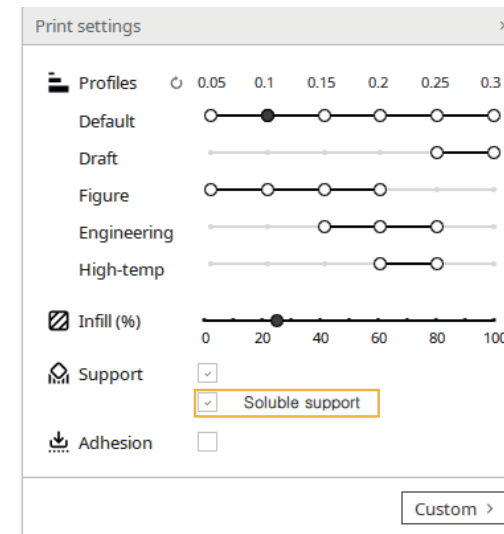 Print settings
Profiles 0.05 0.1 0.15 0.2 0.25 0.3
Default
Draft
Figure
Engineering
High-temp
Infill (%)
0 20 40 60 80 100
Support
Soluble support
Adhesion
Custom >